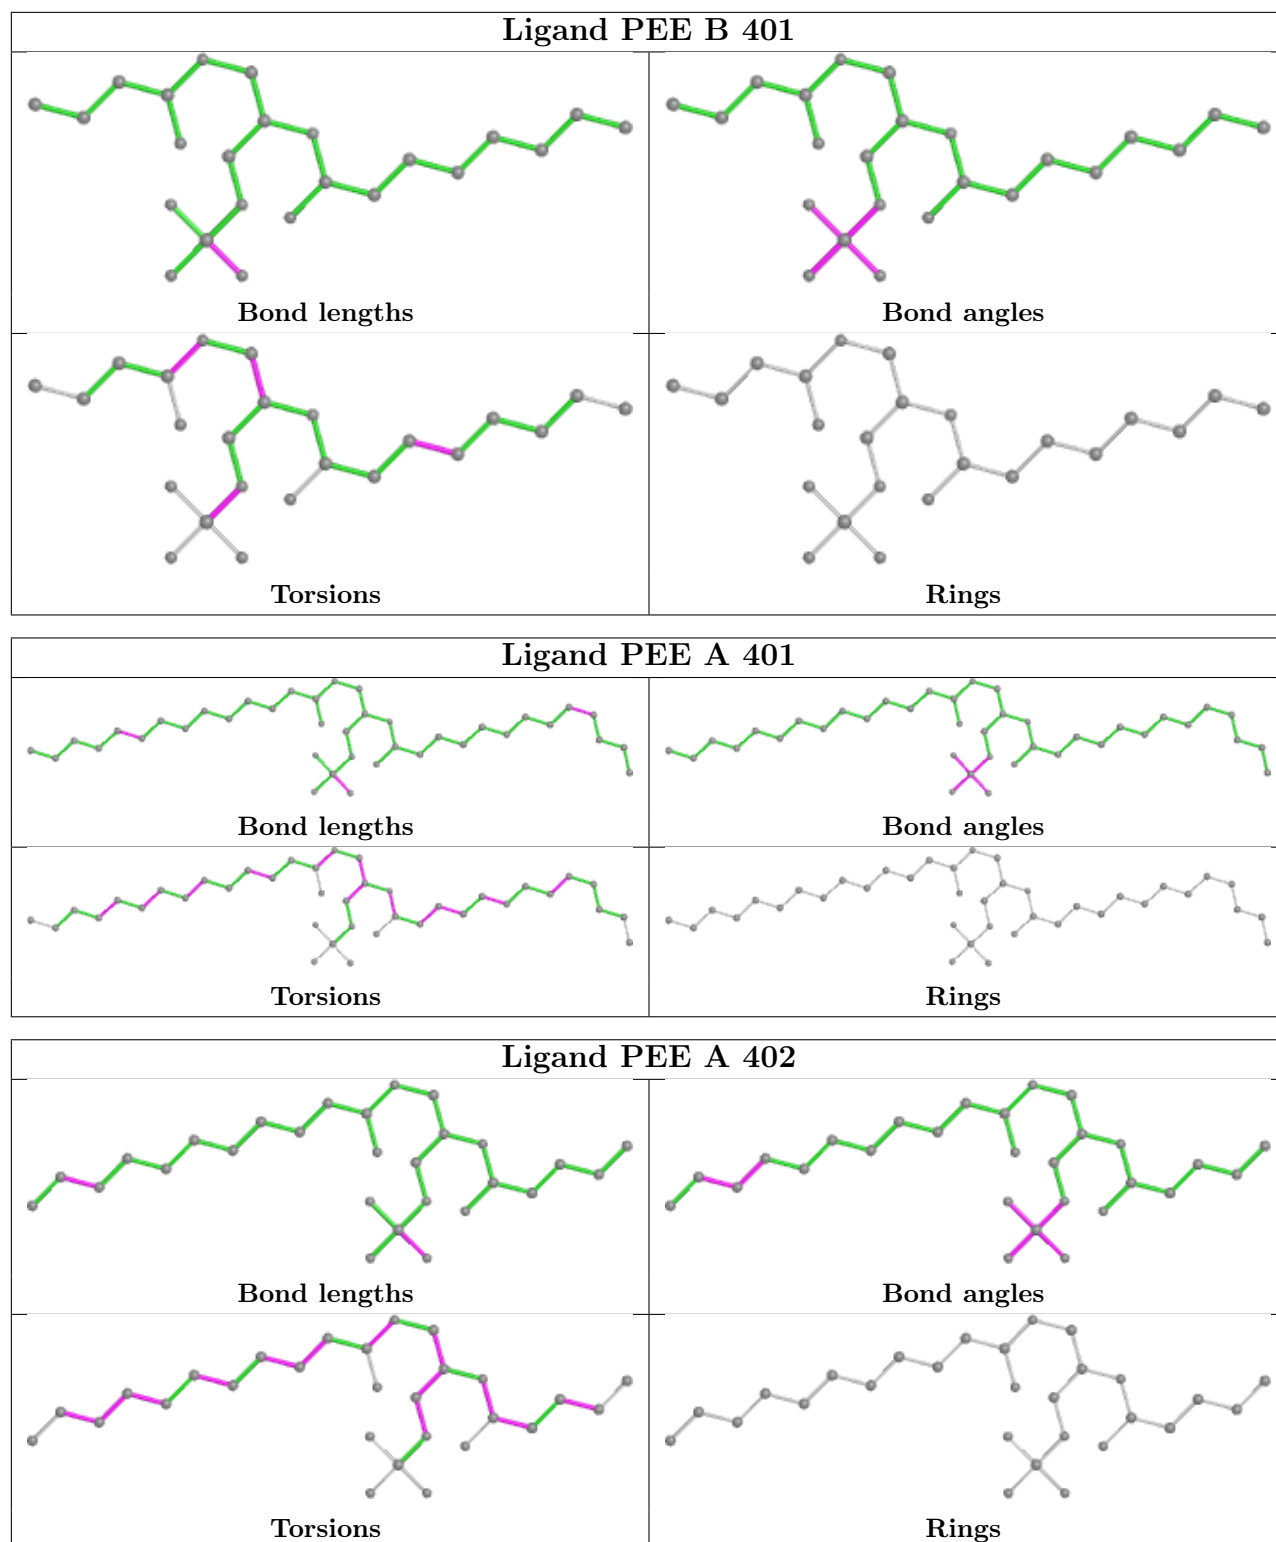 Ligand PEE B 401
Bond lengths
Bond angles
Torsions
Rings
Ligand PEE A 401
Bond lengths
Bond angles
Torsions
Rings
Ligand PEE A 402
Bond lengths
Bond angles
Torsions
Rings